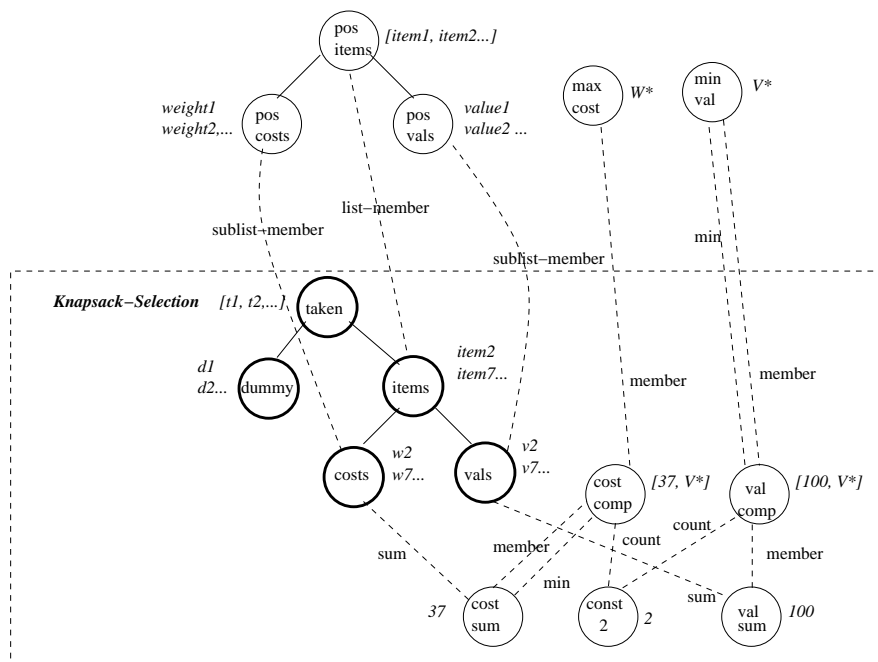 pos
items
[item1, item2...]
weight1
weight2,...
pos
costs
pos
vals
value1
value2 ...
max
cost
W*
min
val
V*
sublist−member
list−member
sublist−member
min
Knapsack−Selection
[t1, t2,...]
taken
d1
d2...
dummy
items
item2
item7...
member
member
costs
w2
w7...
vals
v2
v7...
cost
comp
[37, V*]
val
comp
[100, V*]
sum
member
count
count
member
min
sum
37
cost
sum
const
2
2
val
sum
100